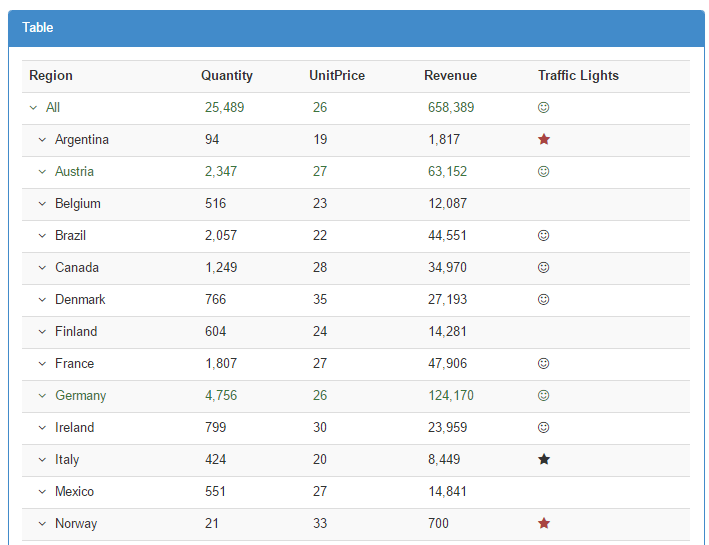 Table
Region Quantity UnitPrice Revenue Traffic Lights
All 25,489 26 658,389
Argentina 94 19 1,817
Austria 2,347 27 63,152
Belgium 516 23 12,087
Brazil 2,057 22 44,551
Canada 1,249 28 34,970
Denmark 766 35 27,193
Finland 604 24 14,281
France 1,807 27 47,906
Germany 4,756 26 124,170
Ireland 799 30 23,959
Italy 424 20 8,449
Mexico 551 27 14,841
Norway 21 33 700